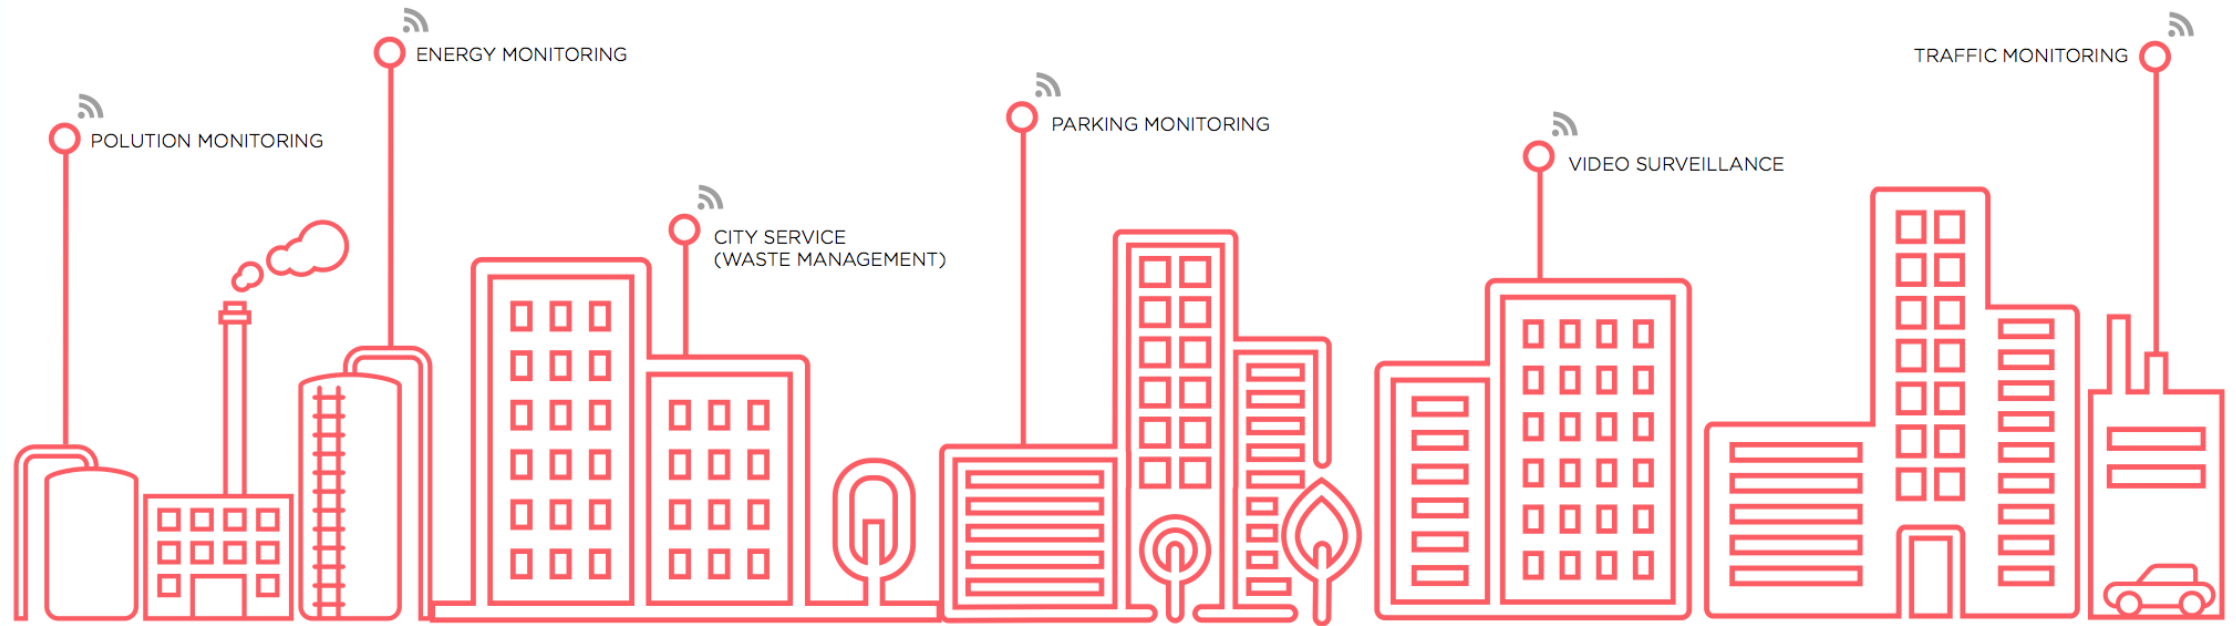 ENERGY MONITORING
TRAFFIC MONITORING
POLUTION MONITORING
PARKING MONITORING
VIDEO SURVEILLANCE
CITY SERVICE
(WASTE MANAGEMENT)